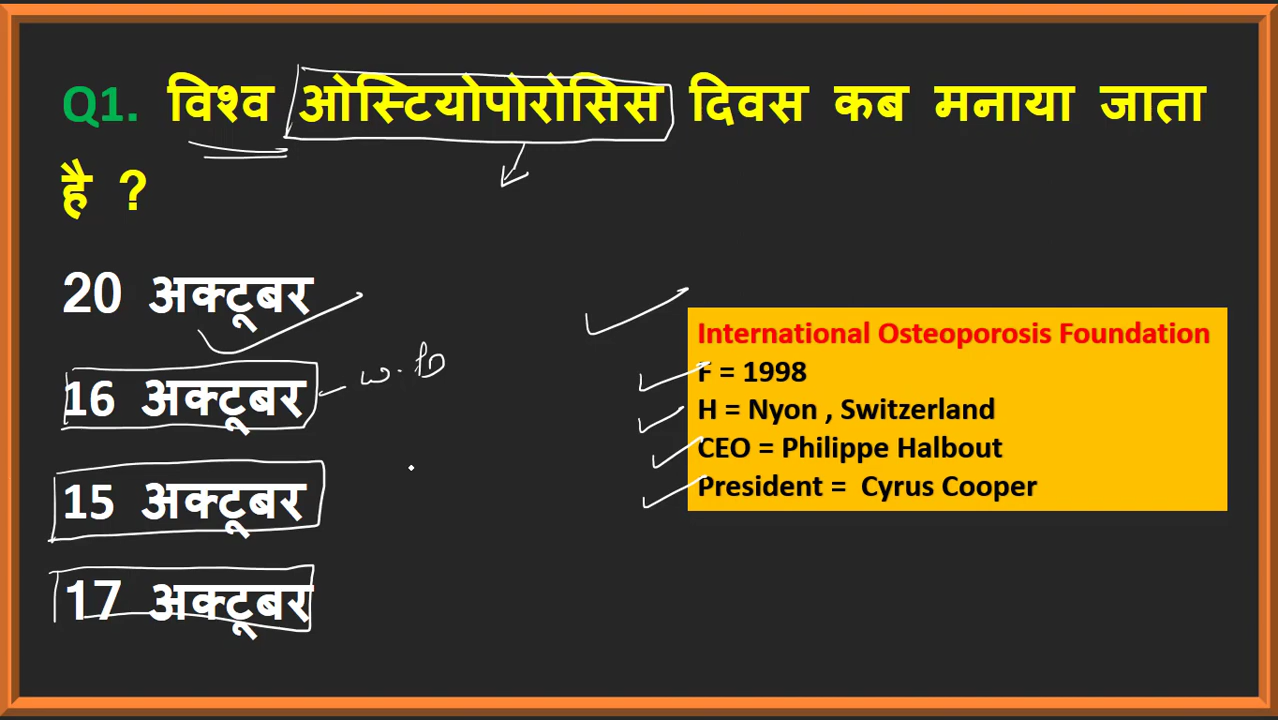 Q1. विश्व ओस्टियोपोरोसिस दिवस कब मनाया जाता
है ?
20 अक्टूबर
16 अक्टूबर
15 अक्टूबर
17 अक्टूबर
International Osteoporosis Foundation
F = 1998
H = Nyon , Switzerland
CEO = Philippe Halbout
President = Cyrus Cooper